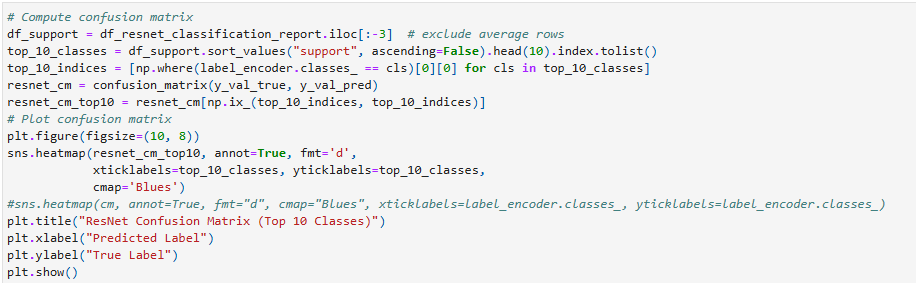 # Compute confusion matrix
df_support = df_resnet_classification_report.iloc[:-3]  # exclude average rows
top_10_classes = df_support.sort_values("support", ascending=False).head(10).index.tolist()
top_10_indices = [np.where(label_encoder.classes_ == cls)[0][0] for cls in top_10_classes]
resnet_cm = confusion_matrix(y_val_true, y_val_pred)
resnet_cm_top10 = resnet_cm[np.ix_(top_10_indices, top_10_indices)]
# Plot confusion matrix
plt.figure(figsize=(10, 8))
sns.heatmap(resnet_cm_top10, annot=True, fmt='d',
            xticklabels=top_10_classes, yticklabels=top_10_classes,
            cmap='Blues')
#sns.heatmap(cm, annot=True, fmt="d", cmap="Blues", xticklabels=label_encoder.classes_, yticklabels=label_encoder.classes_)
plt.title("ResNet Confusion Matrix (Top 10 Classes)")
plt.xlabel("Predicted Label")
plt.ylabel("True Label")
plt.show()